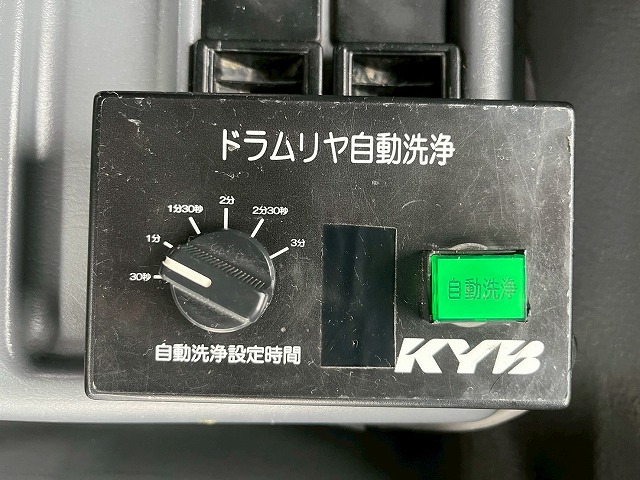 ドラムリヤ自動洗浄
30秒
1分
1分30秒
2分
2分30秒
3分
自動洗浄
自動洗浄設定時間
KYB